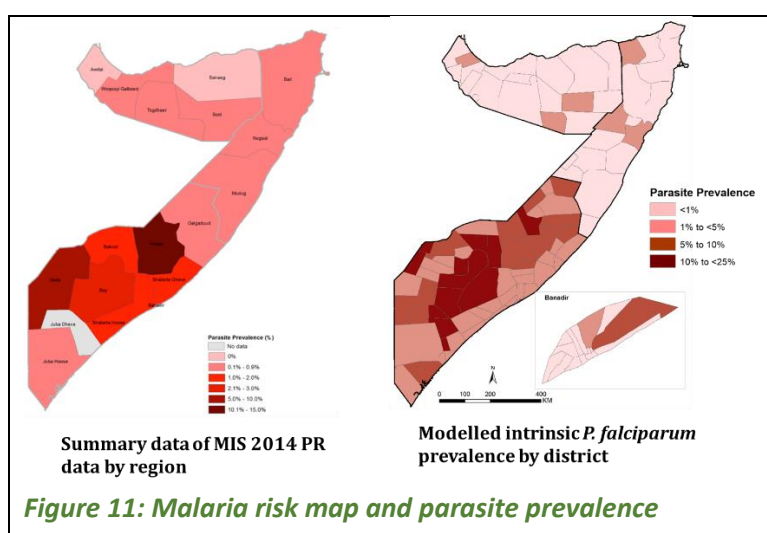 Awdal
Sanaag
Bari
Woqooyi Galbeed
Togdheer
Sool
Nugaal
Mudug
Galgaduud
Bakool
Hiraan
Gedo
Bay
Shabelle Dhexe
Banadir
Shabelle Hoose
Juba Dhexe
Juba Hoose
Parasite Prevalence (%)
No data
0%
0.1% - 0.9%
1.0% - 2.0%
2.1% - 3.0%
5.0% - 10.0%
10.1% - 15.0%
Summary data of MIS 2014 PR
data by region
Parasite Prevalence
<1%
1% to <5%
5% to 10%
10% to <25%
Banadir
N
0 100 200 400
KM
Modelled intrinsic P. falciparum
prevalence by district
Figure 11: Malaria risk map and parasite prevalence